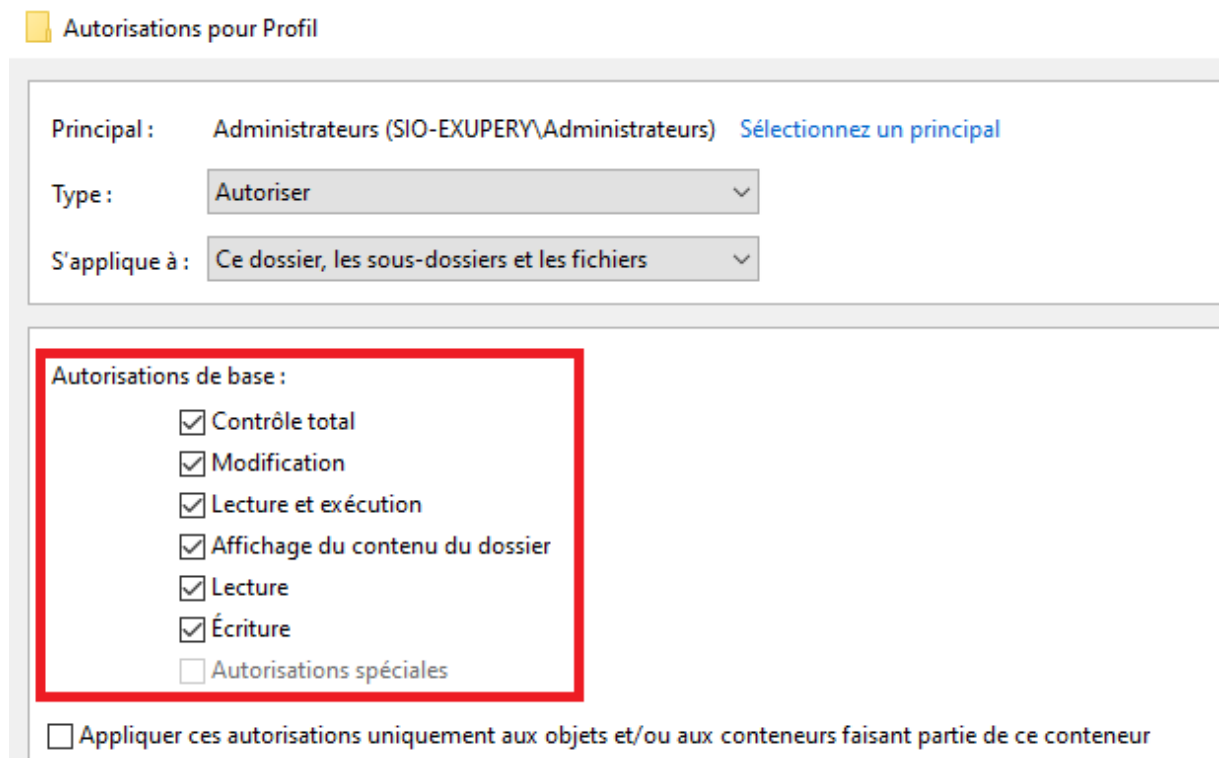 Autorisations pour Profil
Principal : Administrateurs (SIO-EXUPERY\Administrateurs) Sélectionnez un principal
Type : Autoriser
S'applique à : Ce dossier, les sous-dossiers et les fichiers
Autorisations de base :
Contrôle total
Modification
Lecture et exécution
Affichage du contenu du dossier
Lecture
Écriture
Autorisations spéciales
Appliquer ces autorisations uniquement aux objets et/ou aux conteneurs faisant partie de ce conteneur